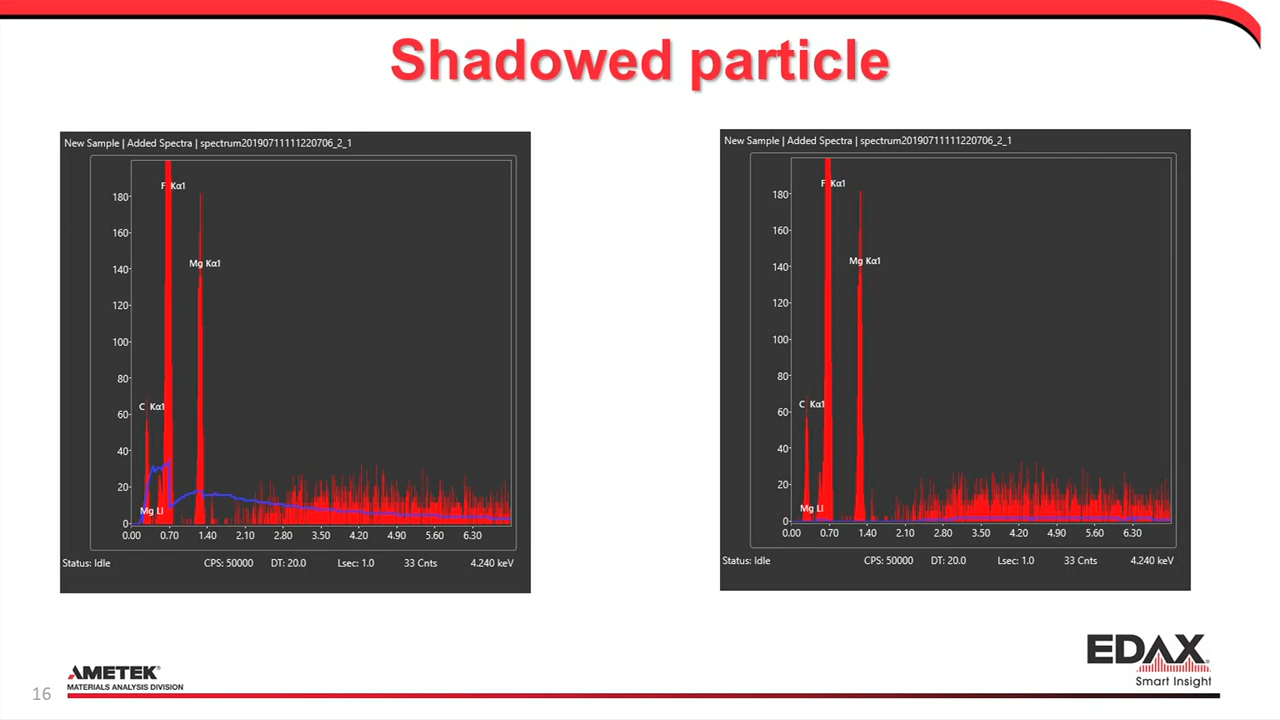 Shadowed particle
New Sample | Added Spectra | spectrum20190711111220706_2_1
F Kα1
180
160
Mg Kα1
140
120
100
80
C Kα1
60
40
20
Mg Ll
0
0.00 0.70 1.40 2.10 2.80 3.50 4.20 4.90 5.60 6.30
Status: Idle CPS: 50000 DT: 20.0 Lsec: 1.0 33 Cnts 4.240 keV
New Sample | Added Spectra | spectrum20190711111220706_2_1
F Kα1
180
160
Mg Kα1
140
120
100
80
C Kα1
60
40
20
Mg Ll
0
0.00 0.70 1.40 2.10 2.80 3.50 4.20 4.90 5.60 6.30
Status: Idle CPS: 50000 DT: 20.0 Lsec: 1.0 33 Cnts 4.240 keV
16
AMETEK®
MATERIALS ANALYSIS DIVISION
EDAX®
Smart Insight